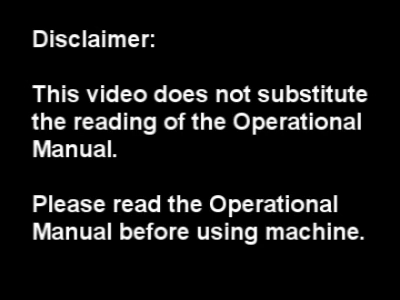 Disclaimer:
This video does not substitute
the reading of the Operational
Manual.
Please read the Operational
Manual before using machine.